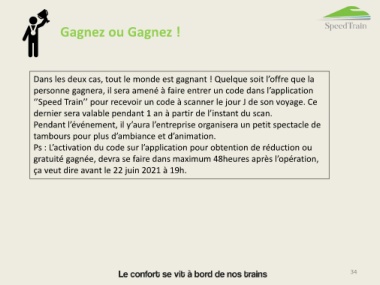 Gagnez ou Gagnez !
SpeedTrain
Dans les deux cas, tout le monde est gagnant ! Quelque soit l'offre que la
personne gagnera, il sera amené à faire entrer un code dans l'application
‘‘Speed Train’’ pour recevoir un code à scanner le jour J de son voyage. Ce
dernier sera valable pendant 1 an à partir de l'instant du scan.
Pendant l'événement, il y'aura l'entreprise organisera un petit spectacle de
tambours pour plus d'ambiance et d'animation.
Ps : L'activation du code sur l'application pour obtention de réduction ou
gratuité gagnée, devra se faire dans maximum 48heures après l'opération,
ça veut dire avant le 22 juin 2021 à 19h.
Le confort se vit à bord de nos trains
34